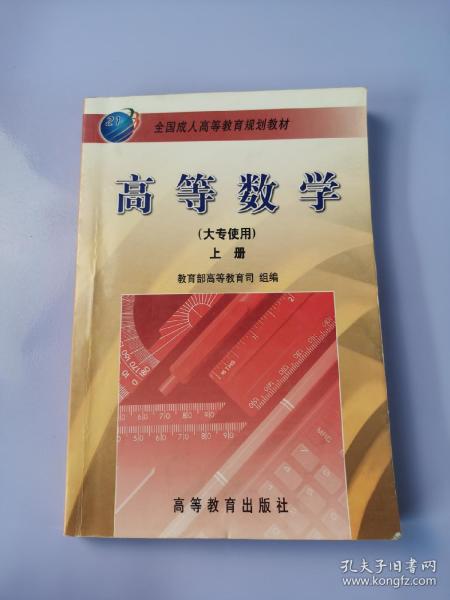 21
全国成人高等教育规划教材
高等数学
(大专使用)
上 册
教育部高等教育司 组编
MRG
高等教育出版社
孔夫子旧书网
www.kongfz.com